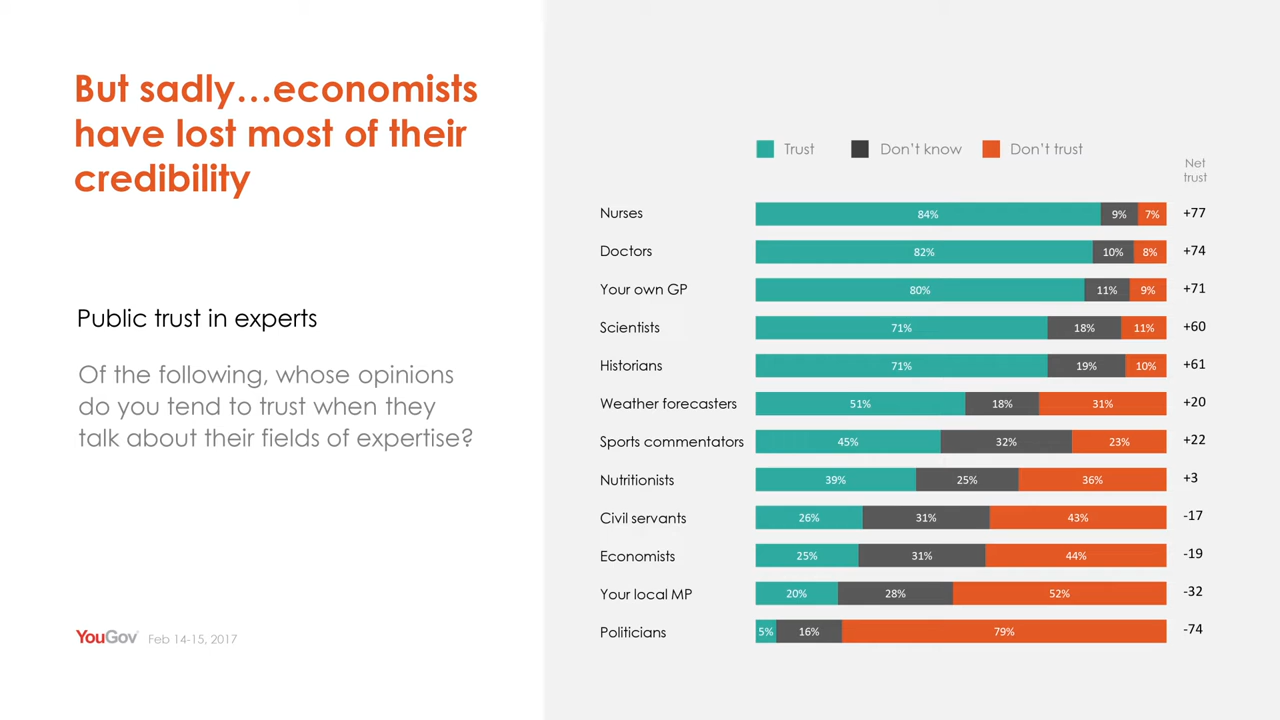 But sadly…economists
have lost most of their
credibility
Public trust in experts
Of the following, whose opinions
do you tend to trust when they
talk about their fields of expertise?
YouGov Feb 14-15, 2017
Trust Don't know Don't trust
Net
trust
Nurses 84% 9% 7% +77
Doctors 82% 10% 8% +74
Your own GP 80% 11% 9% +71
Scientists 71% 18% 11% +60
Historians 71% 19% 10% +61
Weather forecasters 51% 18% 31% +20
Sports commentators 45% 32% 23% +22
Nutritionists 39% 25% 36% +3
Civil servants 26% 31% 43% -17
Economists 25% 31% 44% -19
Your local MP 20% 28% 52% -32
Politicians 5% 16% 79% -74